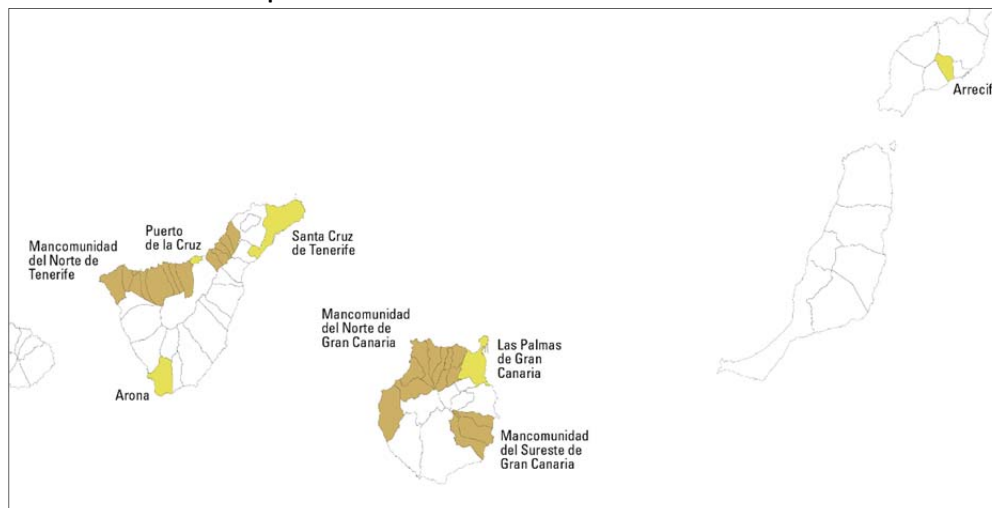 Arrecif
Puerto
de la Cruz
Santa Cruz
de Tenerife
Mancomunidad
del Norte de
Tenerife
Mancomunidad
del Norte de
Gran Canaria
Las Palmas
de Gran
Canaria
Arona
Mancomunidad
del Sureste de
Gran Canaria